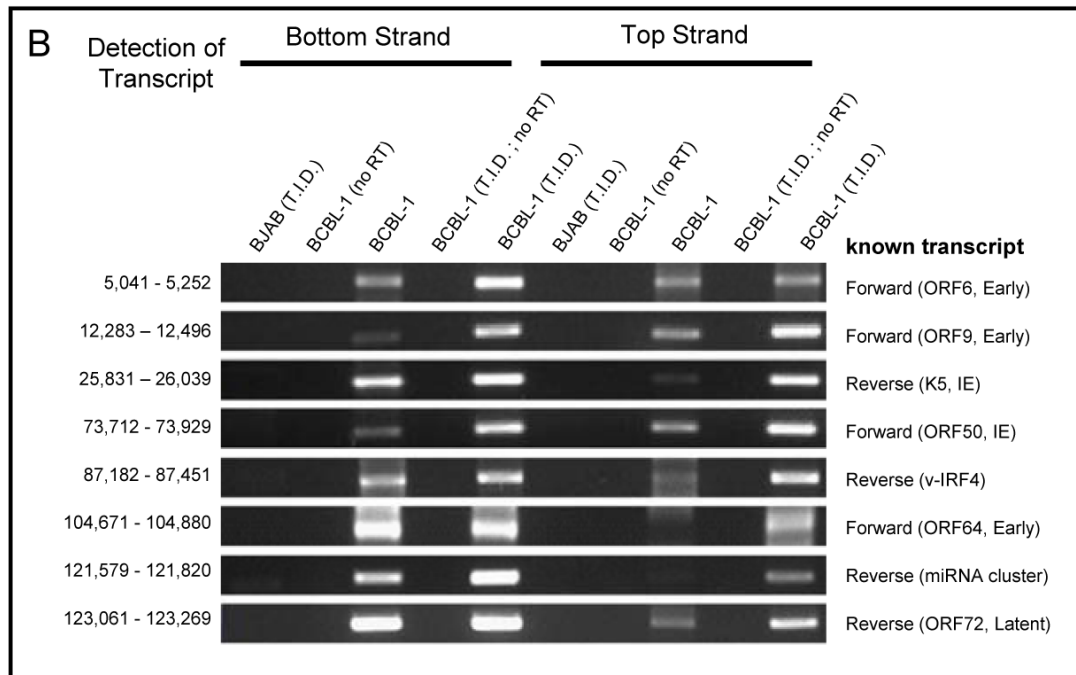 B
Detection of
Transcript
Bottom Strand
Top Strand
BJAB (T.I.D.)
BCBL-1 (no RT)
BCBL-1
BCBL-1 (T.I.D. ; no RT)
BCBL-1 (T.I.D.)
BJAB (T.I.D.)
BCBL-1 (no RT)
BCBL-1
BCBL-1 (T.I.D. ; no RT)
BCBL-1 (T.I.D.)
known transcript
5,041 - 5,252
Forward (ORF6, Early)
12,283 – 12,496
Forward (ORF9, Early)
25,831 – 26,039
Reverse (K5, IE)
73,712 - 73,929
Forward (ORF50, IE)
87,182 - 87,451
Reverse (v-IRF4)
104,671 - 104,880
Forward (ORF64, Early)
121,579 - 121,820
Reverse (miRNA cluster)
123,061 - 123,269
Reverse (ORF72, Latent)